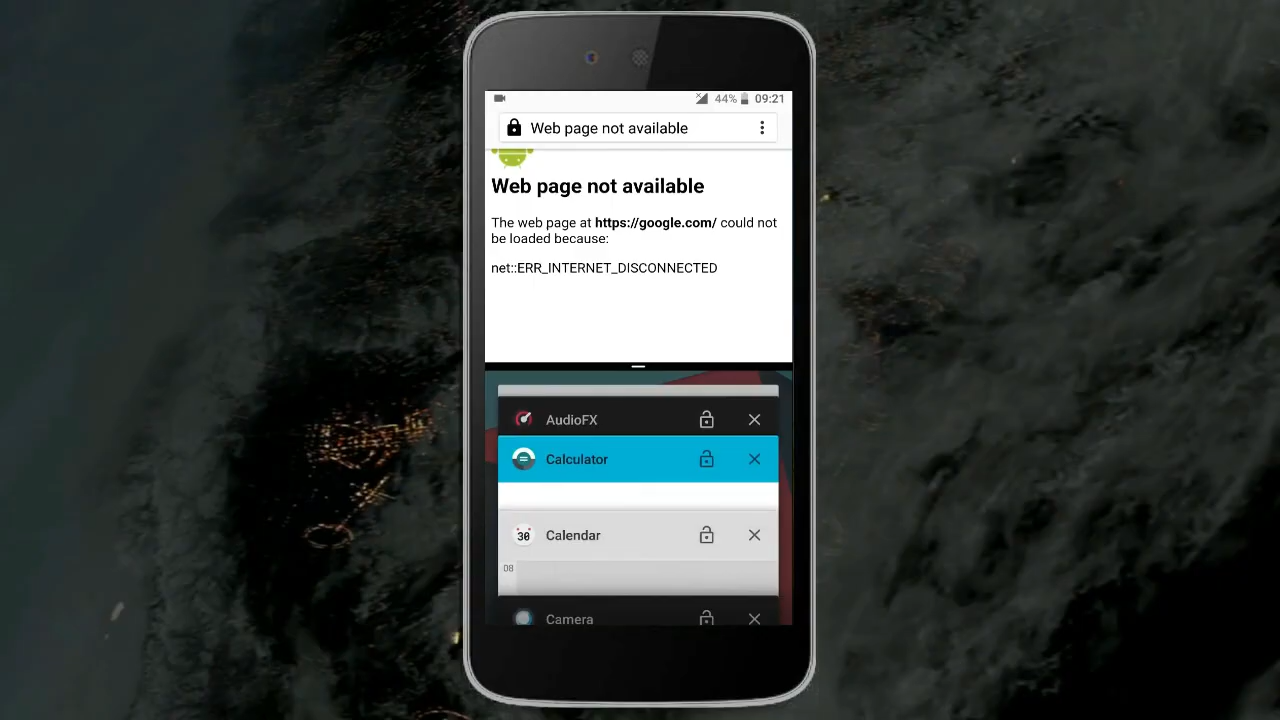 44% 09:21
Web page not available
Web page not available
The web page at https://google.com/ could not
be loaded because:
net::ERR_INTERNET_DISCONNECTED
AudioFX
Calculator
30 Calendar
08
Camera